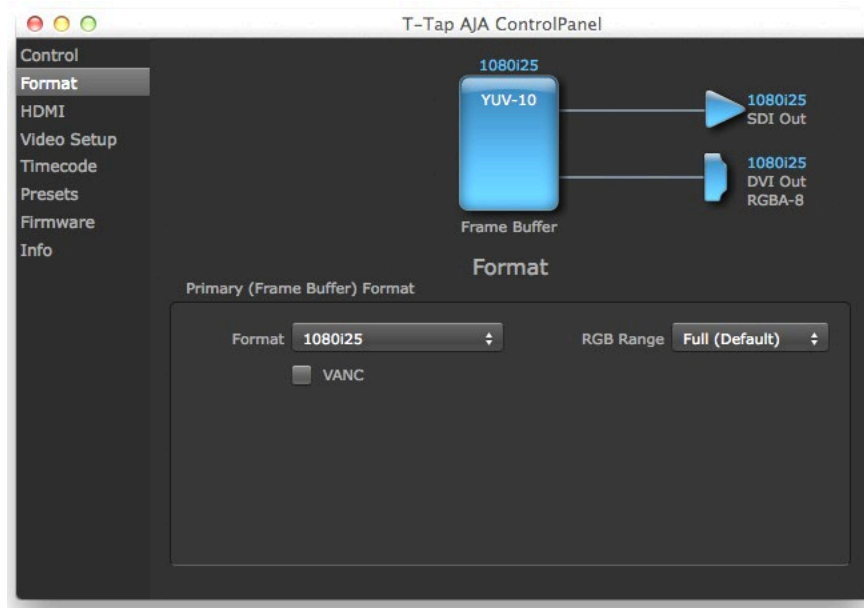 T-Tap AJA ControlPanel
Control
Format
HDMI
Video Setup
Timecode
Presets
Firmware
Info
1080i25
YUV-10
Frame Buffer
1080i25
SDI Out
1080i25
DVI Out
RGBA-8
Format
Primary (Frame Buffer) Format
Format 1080i25 RGB Range Full (Default)
VANC